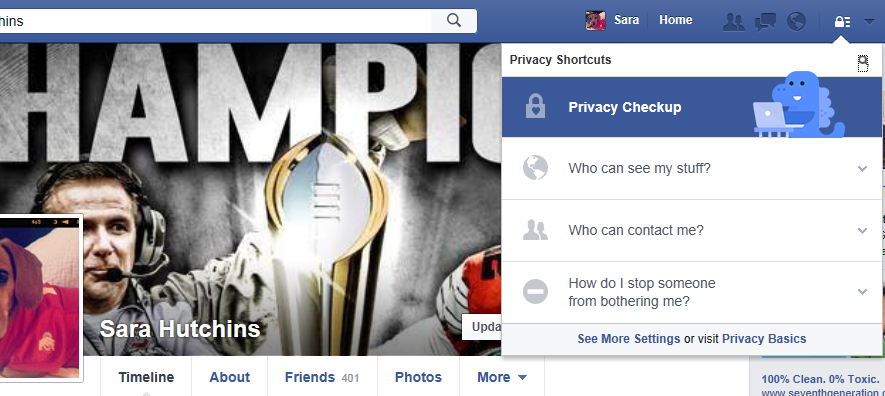 hins
Sara
Home
Privacy Shortcuts
Privacy Checkup
Who can see my stuff?
Who can contact me?
How do I stop someone
from bothering me?
See More Settings or visit Privacy Basics
HAMPIO
Sara Hutchins
Upda
Timeline
About
Friends 401
Photos
More
100% Clean. 0% Toxic.
www.seventhgeneration.c